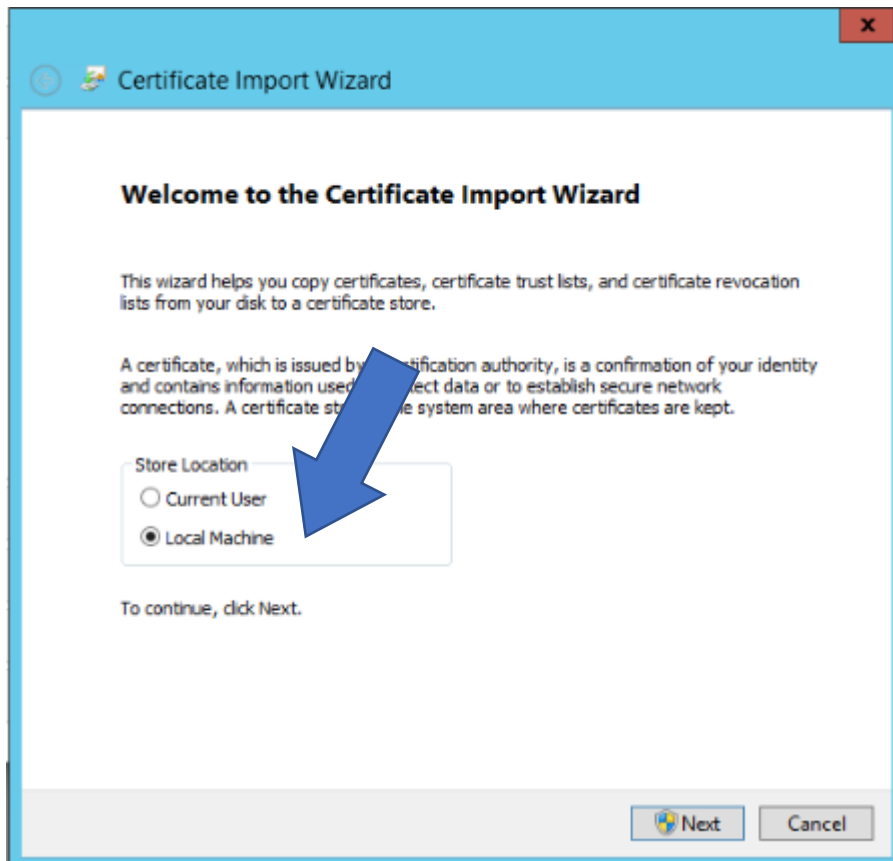 Certificate Import Wizard
Welcome to the Certificate Import Wizard
This wizard helps you copy certificates, certificate trust lists, and certificate revocation
lists from your disk to a certificate store.
A certificate, which is issued by certification authority, is a confirmation of your identity
and contains information used protect data or to establish secure network
connections. A certificate store system area where certificates are kept.
Store Location
Current User
Local Machine
To continue, click Next.
Next
Cancel